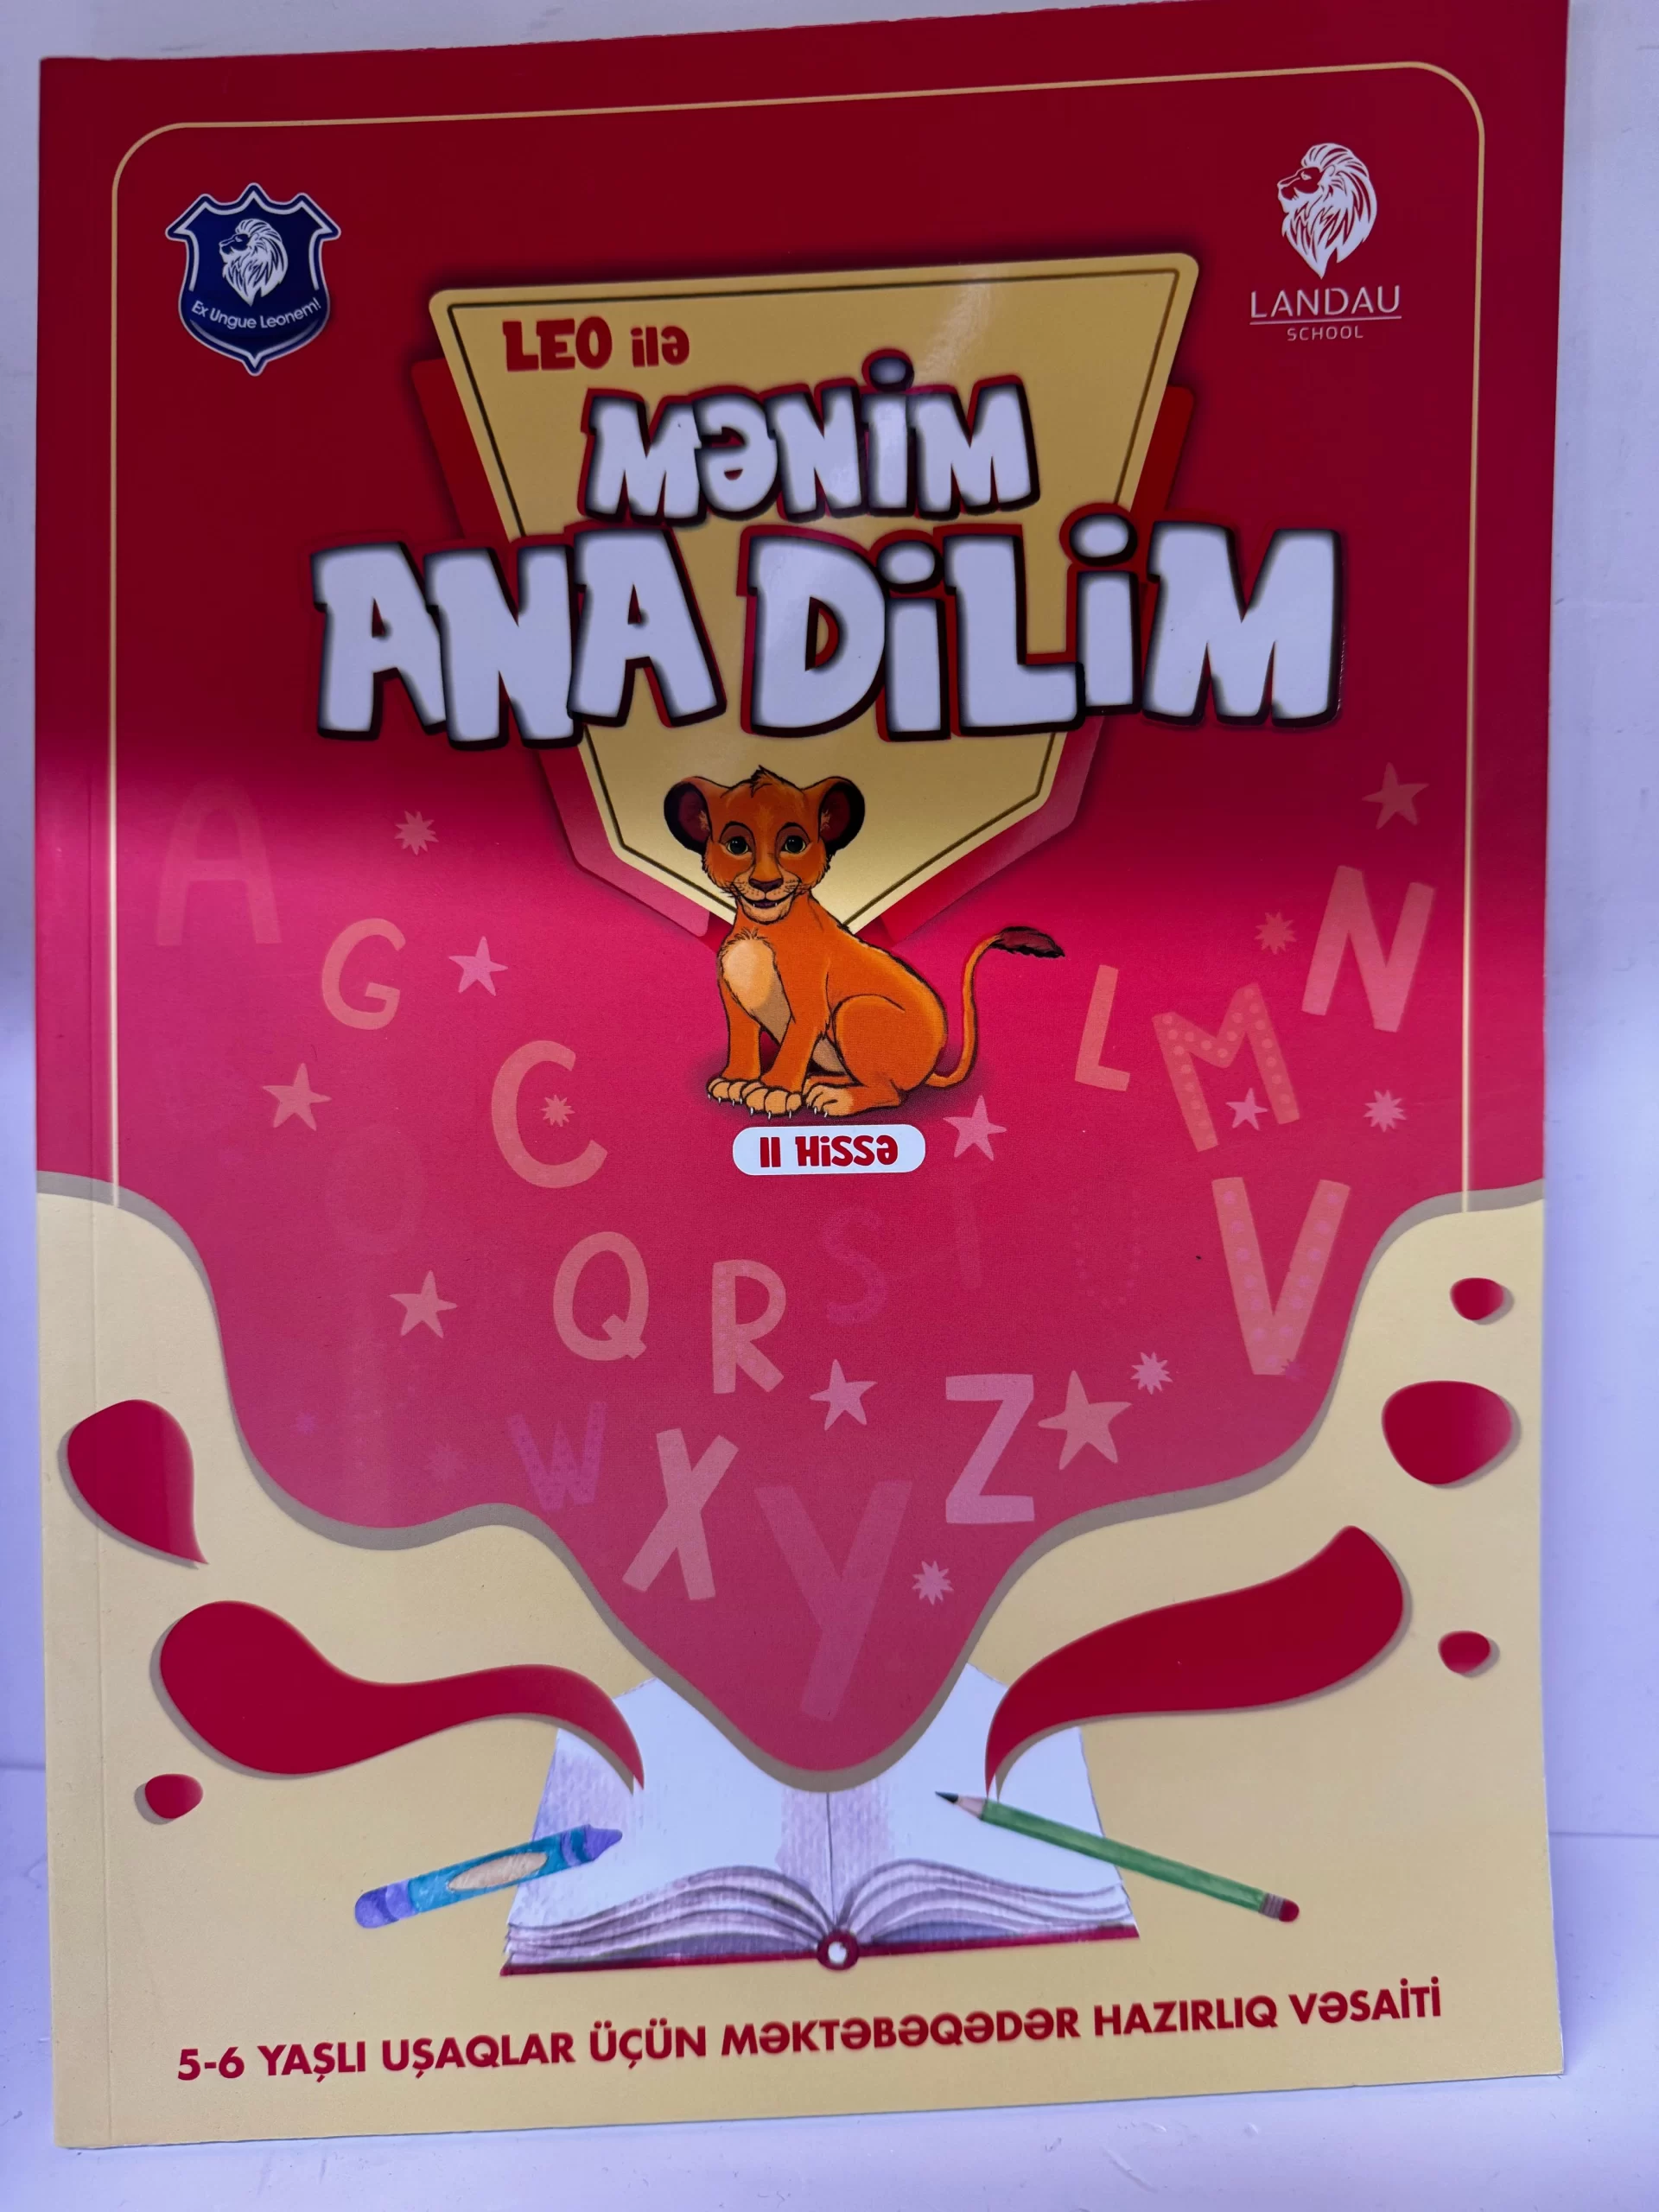 Ex Ungue Leonem!
LANDAU
SCHOOL
LEO ilə
MƏNİM
ANA DİLİM
A
G
C
L
M
N
II HİSSƏ
O
Q
R
S
T
U
V
W
X
Y
Z
5-6 YAŞLI UŞAQLAR ÜÇÜN MƏKTƏBƏQƏDƏR HAZIRLIQ VƏSAİTİ